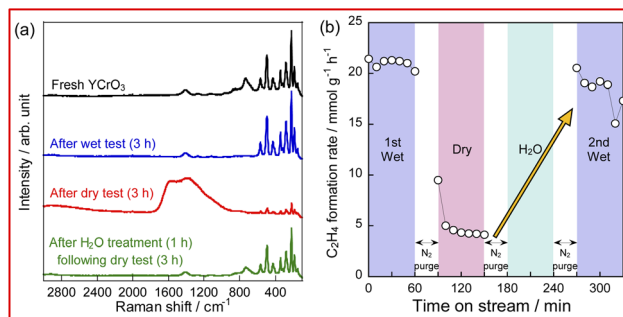 (a)
Intensity / arb. unit
Fresh YCrO₃
After wet test (3 h)
After dry test (3 h)
After H₂O treatment (1 h)
following dry test (3 h)
3000 2400 1800 1200 800 400
Raman shift / cm⁻¹
(b)
C₂H₄ formation rate / mmol g⁻¹ h⁻¹
25
20
15
10
5
0
1st
Wet
Dry
H₂O
2nd
Wet
N₂
purge
N₂
purge
N₂
purge
0 60 120 180 240 300
Time on stream / min